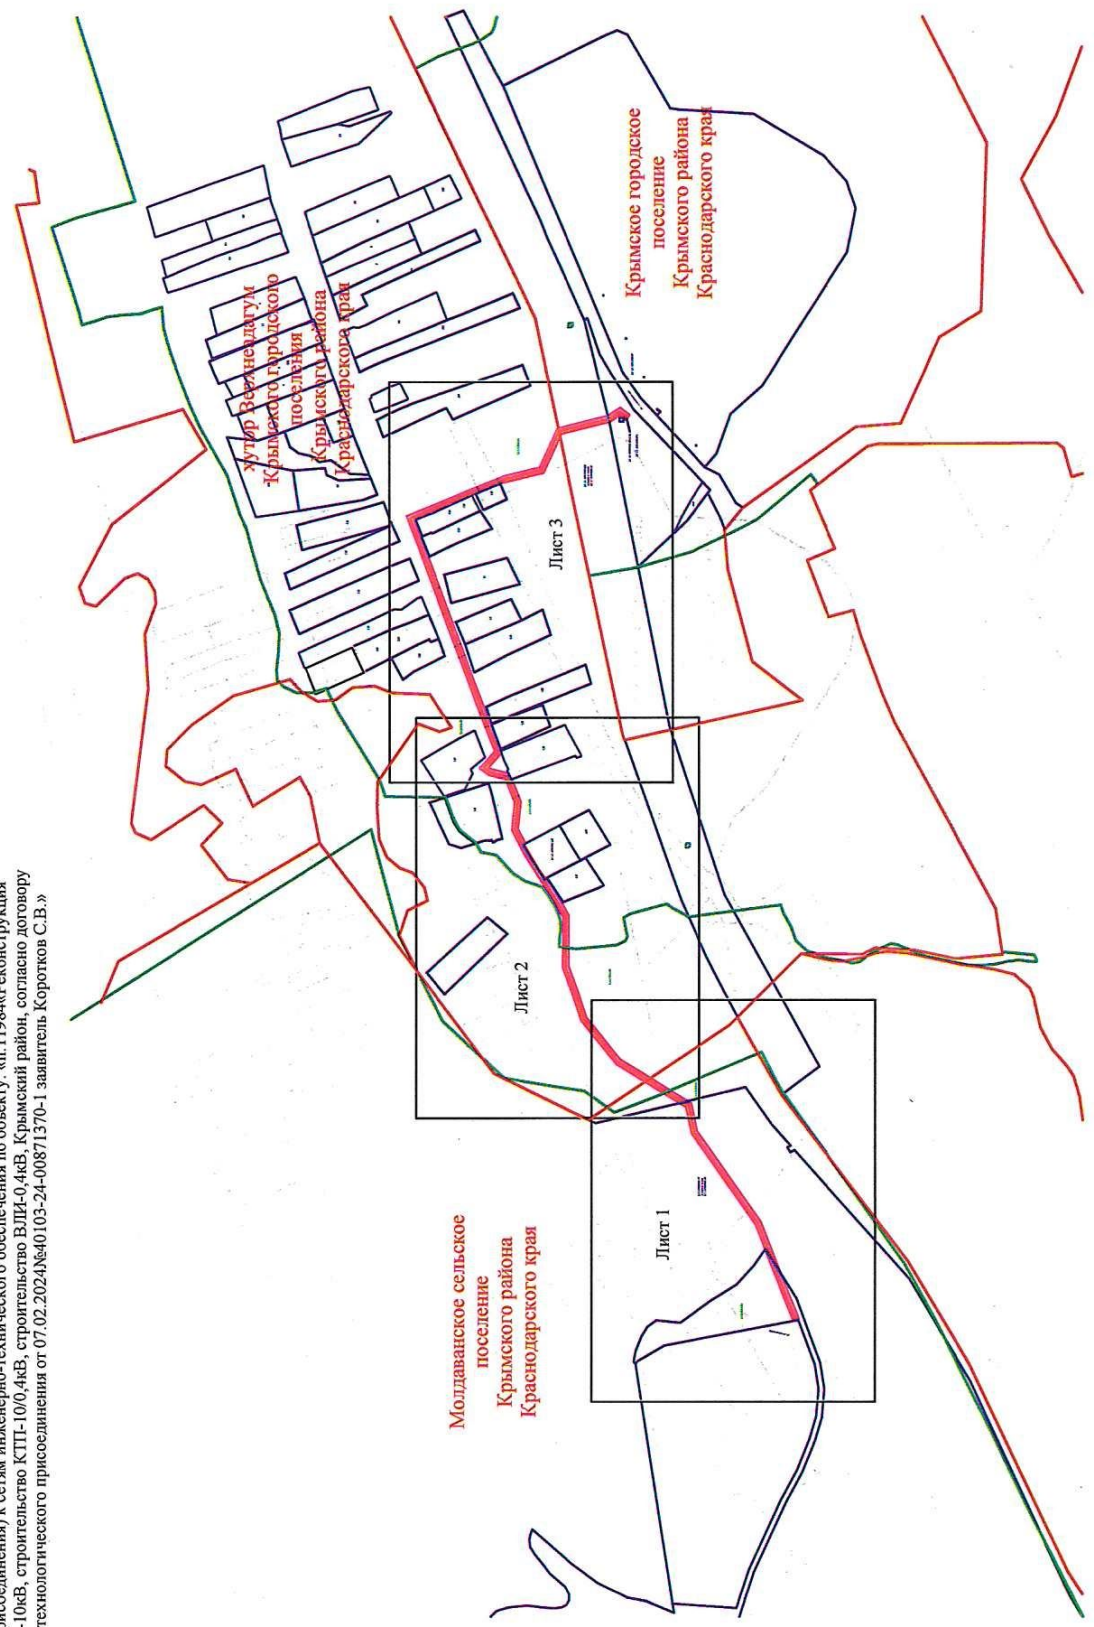 присоединения) к сетям инженерно-технического обеспечения по объекту: «п.11984«Реконструкция
-10кВ, строительство КТП-10/0,4кВ, строительство ВЛИ-0,4кВ, Крымский район, согласно договору
технологического присоединения от 07.02.2024№40103-24-00871370-1 заявитель Коротков С.В.»
Молдаванское сельское
поселение
Крымского района
Краснодарского края
Лист 1
Лист 2
Лист 3
хутор Верхнеадагум
Крымского городского
поселения
Крымского района
Краснодарского края
Крымское городское
поселение
Крымского района
Краснодарского края